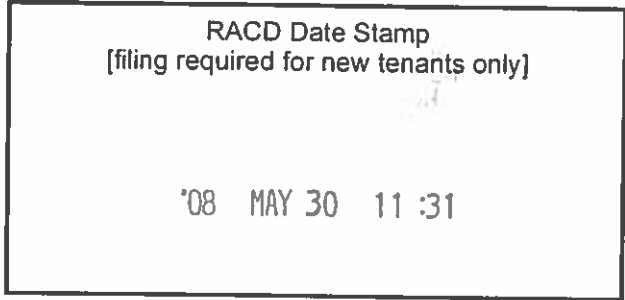 RACD Date Stamp
[filing required for new tenants only]
'08 MAY 30 11 :31